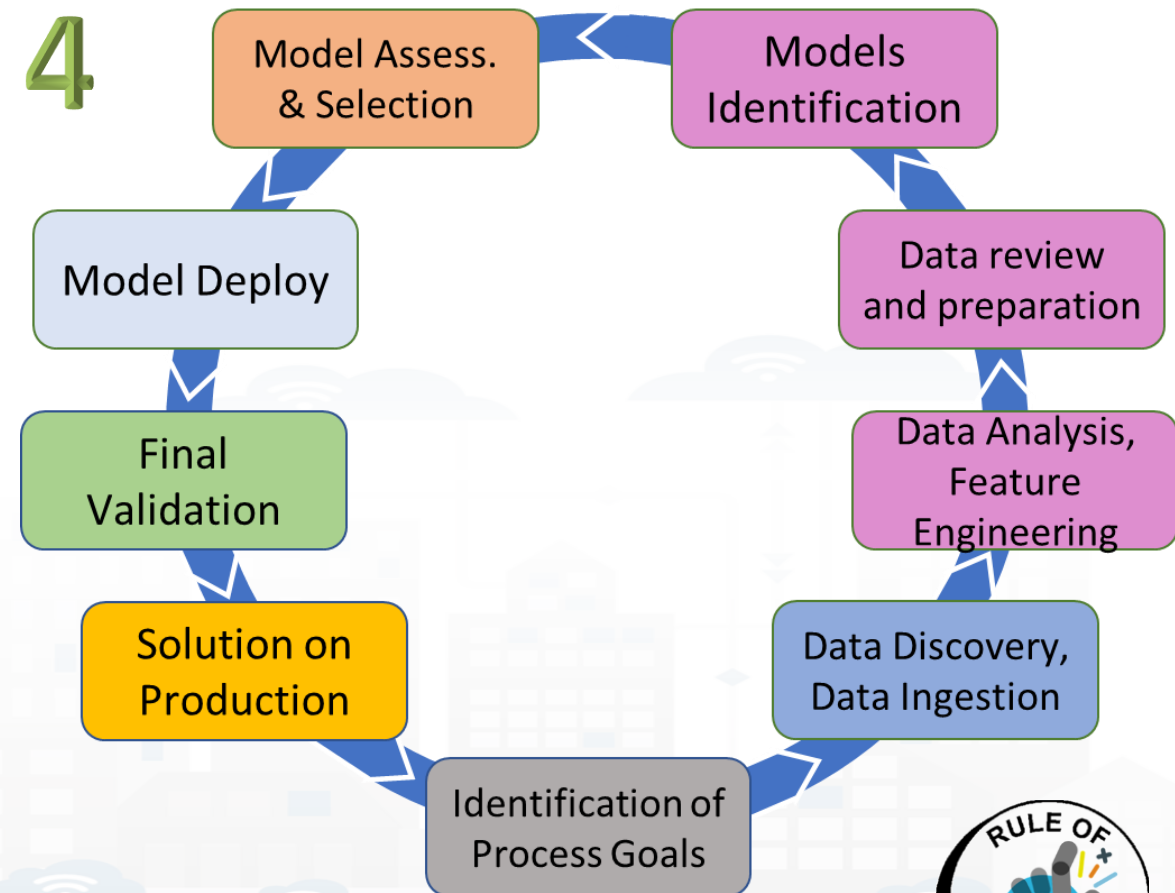 4
Model Assess.
& Selection
Models
Identification
Model Deploy
Data review
and preparation
Final
Validation
Data Analysis,
Feature
Engineering
Solution on
Production
Data Discovery,
Data Ingestion
Identification of
Process Goals
RULE OF